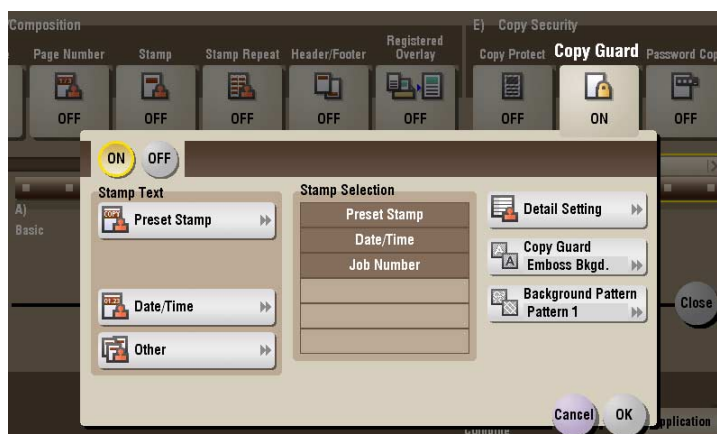 /Composition
E) Copy Security
Page Number
Stamp
Stamp Repeat
Header/Footer
Registered
Overlay
Copy Protect
Copy Guard
Password Cop
OFF
OFF
OFF
OFF
OFF
OFF
ON
OFF
ON
OFF
A)
Basic
Stamp Text
COPY
Preset Stamp
01.23
Date/Time
Other
Stamp Selection
Preset Stamp
Date/Time
Job Number
Detail Setting
Copy Guard
Emboss Bkgd.
Background Pattern
Pattern 1
Close
Cancel
OK
pplication